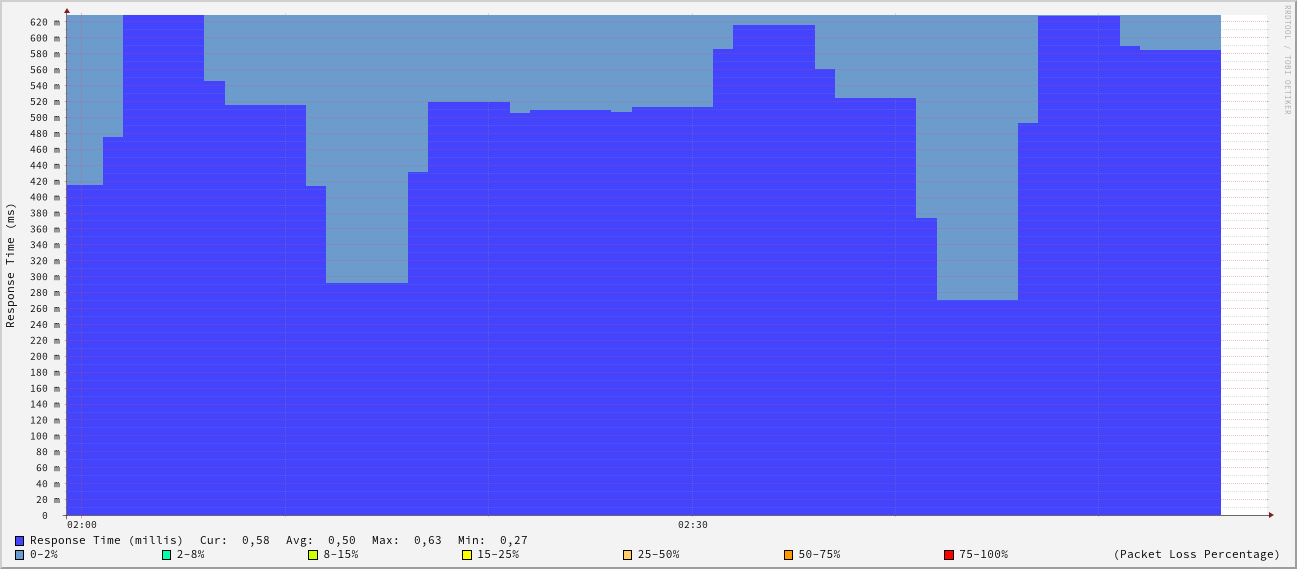 RRDTOOL / TOBI OETIKER
Response Time (ms)
620 m
600 m
580 m
560 m
540 m
520 m
500 m
480 m
460 m
440 m
420 m
400 m
380 m
360 m
340 m
320 m
300 m
280 m
260 m
240 m
220 m
200 m
180 m
160 m
140 m
120 m
100 m
80 m
60 m
40 m
20 m
0
02:00 02:30
Response Time (millis) Cur: 0,58 Avg: 0,50 Max: 0,63 Min: 0,27
0-2% 2-8% 8-15% 15-25% 25-50% 50-75% 75-100% (Packet Loss Percentage)